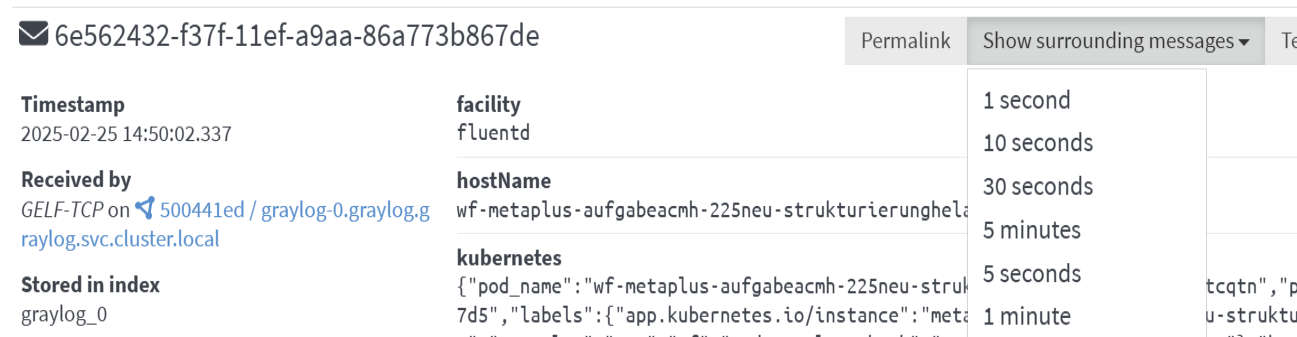 6e562432-f37f-11ef-a9aa-86a773b867de
Permalink
Show surrounding messages
1 second
10 seconds
30 seconds
5 minutes
5 seconds
1 minute
Timestamp
2025-02-25 14:50:02.337
Received by
GELF-TCP on 500441ed / graylog-0.graylog.g
raylog.svc.cluster.local
Stored in index
graylog_0
facility
fluentd
hostName
wf-metaplus-aufgabeacmh-225neu-strukturierunghela
kubernetes
{"pod_name":"wf-metaplus-aufgabeacmh-225neu-struk tcqtn","p
7d5","labels":{"app.kubernetes.io/instance":"meta u-struktu